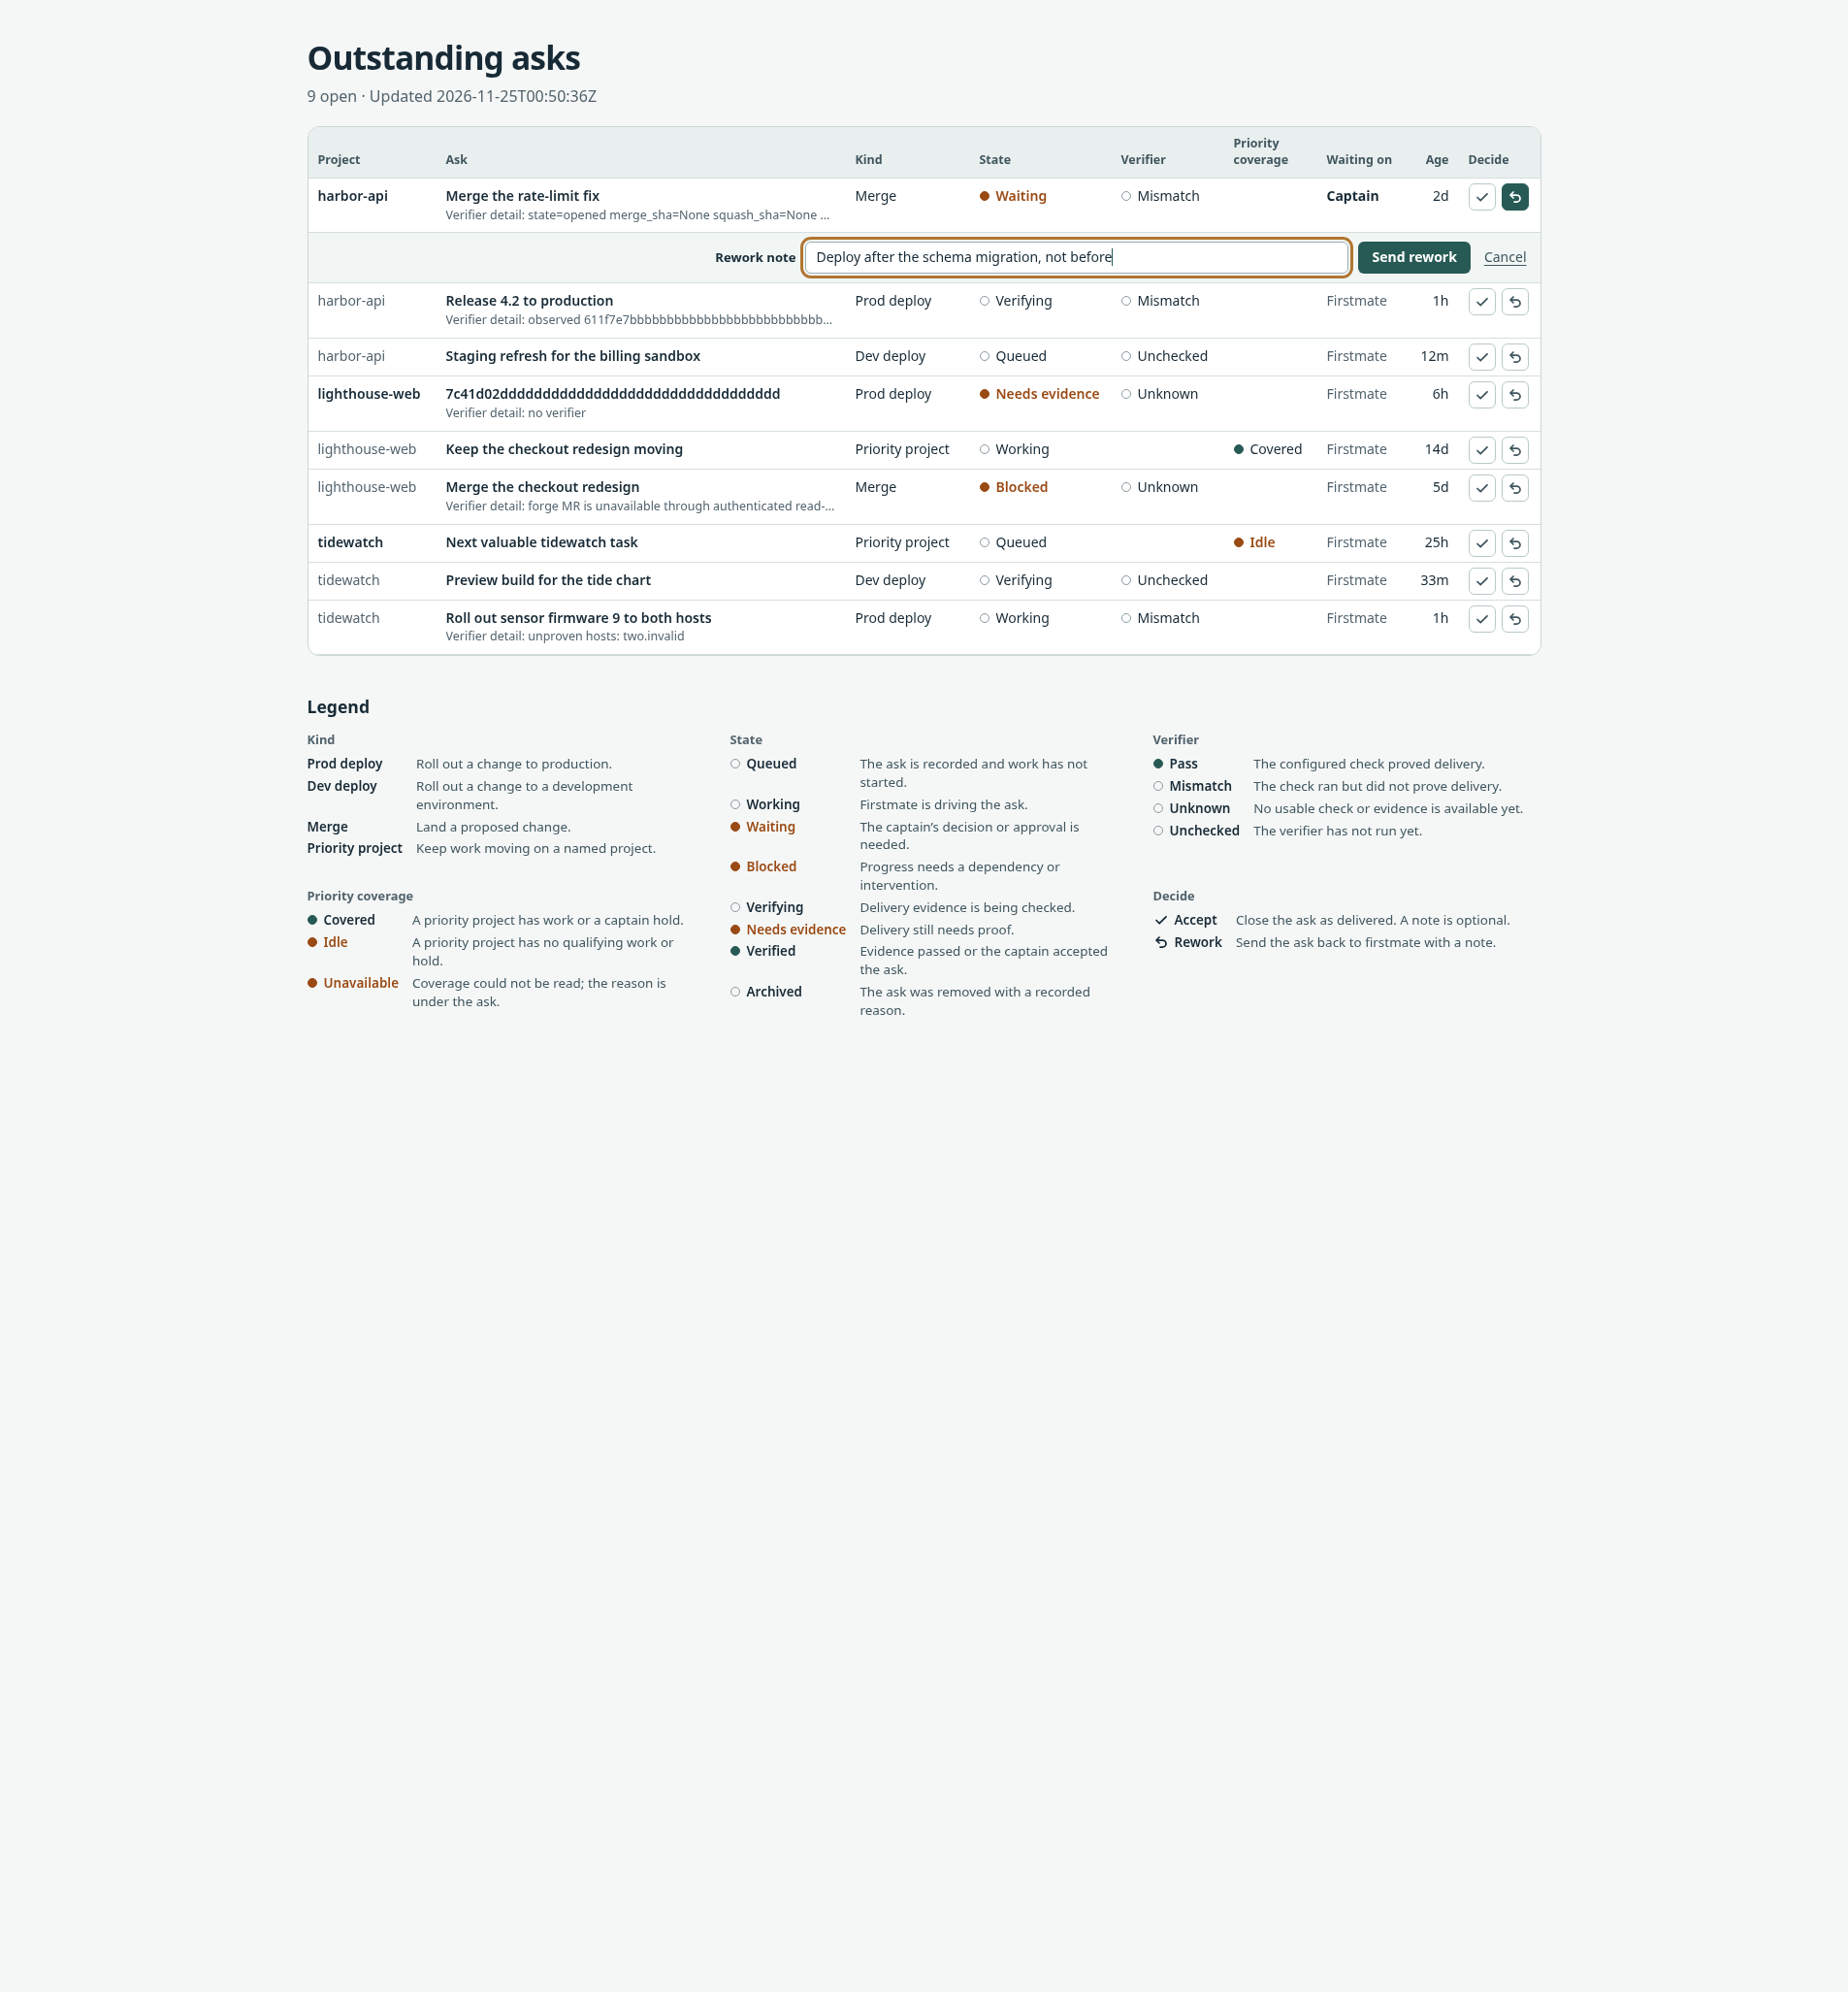 Outstanding asks
9 open · Updated 2026-11-25T00:50:36Z
Project Ask Kind State Verifier Priority coverage Waiting on Age Decide
harbor-api Merge the rate-limit fix Merge Waiting Mismatch Captain 2d
Verifier detail: state=opened merge_sha=None squash_sha=None ...
Rework note Deploy after the schema migration, not before Send rework Cancel
harbor-api Release 4.2 to production Prod deploy Verifying Mismatch Firstmate 1h
Verifier detail: observed 611f7e7bbbbbbbbbbbbbbbbbbbbbbbbbb...
harbor-api Staging refresh for the billing sandbox Dev deploy Queued Unchecked Firstmate 12m
lighthouse-web 7c41d02ddddddddddddddddddddddddddddddddd Prod deploy Needs evidence Unknown Firstmate 6h
Verifier detail: no verifier
lighthouse-web Keep the checkout redesign moving Priority project Working Covered Firstmate 14d
lighthouse-web Merge the checkout redesign Merge Blocked Unknown Firstmate 5d
Verifier detail: forge MR is unavailable through authenticated read-...
tidewatch Next valuable tidewatch task Priority project Queued Idle Firstmate 25h
tidewatch Preview build for the tide chart Dev deploy Verifying Unchecked Firstmate 33m
tidewatch Roll out sensor firmware 9 to both hosts Prod deploy Working Mismatch Firstmate 1h
Verifier detail: unproven hosts: two.invalid
Legend
Kind
Prod deploy Roll out a change to production.
Dev deploy Roll out a change to a development
environment.
Merge Land a proposed change.
Priority project Keep work moving on a named project.
Priority coverage
Covered A priority project has work or a captain hold.
Idle A priority project has no qualifying work or
hold.
Unavailable Coverage could not be read; the reason is
under the ask.
State
Queued The ask is recorded and work has not
started.
Working Firstmate is driving the ask.
Waiting The captain’s decision or approval is
needed.
Blocked Progress needs a dependency or
intervention.
Verifying Delivery evidence is being checked.
Needs evidence Delivery still needs proof.
Verified Evidence passed or the captain accepted
the ask.
Archived The ask was removed with a recorded
reason.
Verifier
Pass The configured check proved delivery.
Mismatch The check ran but did not prove delivery.
Unknown No usable check or evidence is available yet.
Unchecked The verifier has not run yet.
Decide
Accept Close the ask as delivered. A note is optional.
Rework Send the ask back to firstmate with a note.